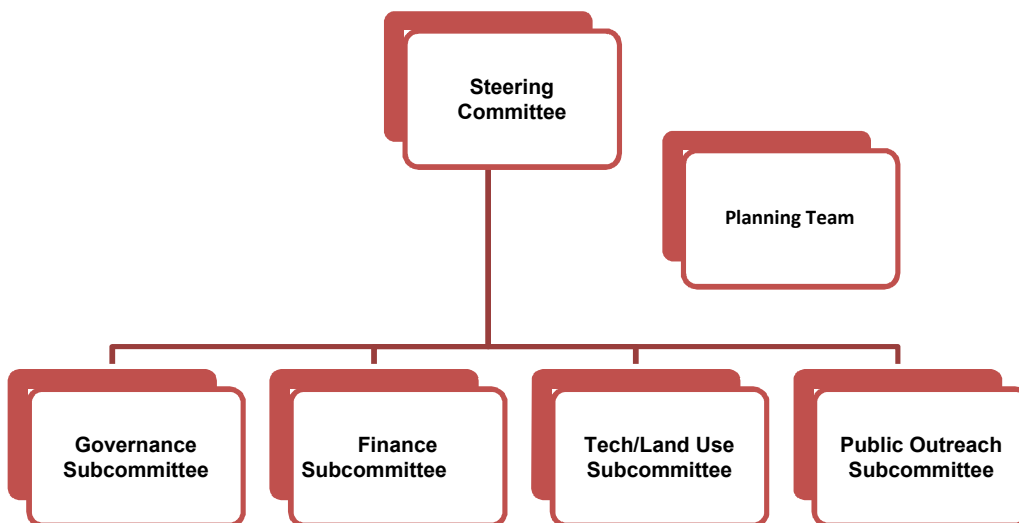 Steering
Committee
Planning Team
Governance
Subcommittee
Finance
Subcommittee
Tech/Land Use
Subcommittee
Public Outreach
Subcommittee